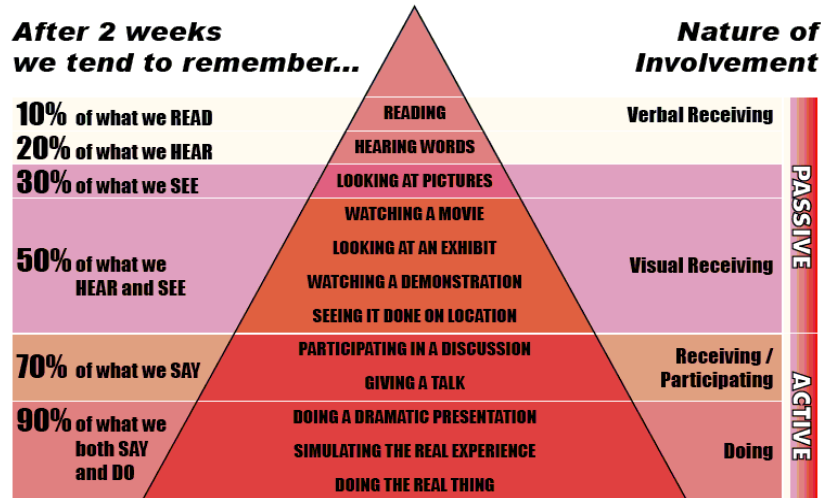 After 2 weeks
we tend to remember...
Nature of
Involvement
10% of what we READ
READING
Verbal Receiving
20% of what we HEAR
HEARING WORDS
30% of what we SEE
LOOKING AT PICTURES
50% of what we
HEAR and SEE
WATCHING A MOVIE
LOOKING AT AN EXHIBIT
WATCHING A DEMONSTRATION
SEEING IT DONE ON LOCATION
Visual Receiving
PASSIVE
70% of what we SAY
PARTICIPATING IN A DISCUSSION
GIVING A TALK
Receiving /
Participating
90% of what we
both SAY
and DO
DOING A DRAMATIC PRESENTATION
SIMULATING THE REAL EXPERIENCE
DOING THE REAL THING
Doing
ACTIVE